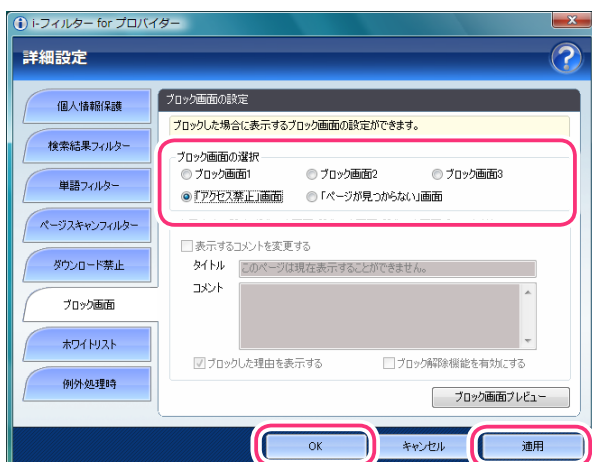 i-フィルター for プロバイダー
詳細設定
個人情報保護
検索結果フィルター
単語フィルター
ページスキャンフィルター
ダウンロード禁止
ブロック画面
ホワイトリスト
例外処理時
ブロック画面の設定
ブロックした場合に表示するブロック画面の設定ができます。
ブロック画面の選択
ブロック画面1 ブロック画面2 ブロック画面3
「アクセス禁止」画面 「ページが見つからない」画面
表示するコメントを変更する
タイトル このページは現在表示することができません。
コメント
ブロックした理由を表示する ブロック解除機能を有効にする
ブロック画面プレビュー
OK キャンセル 適用